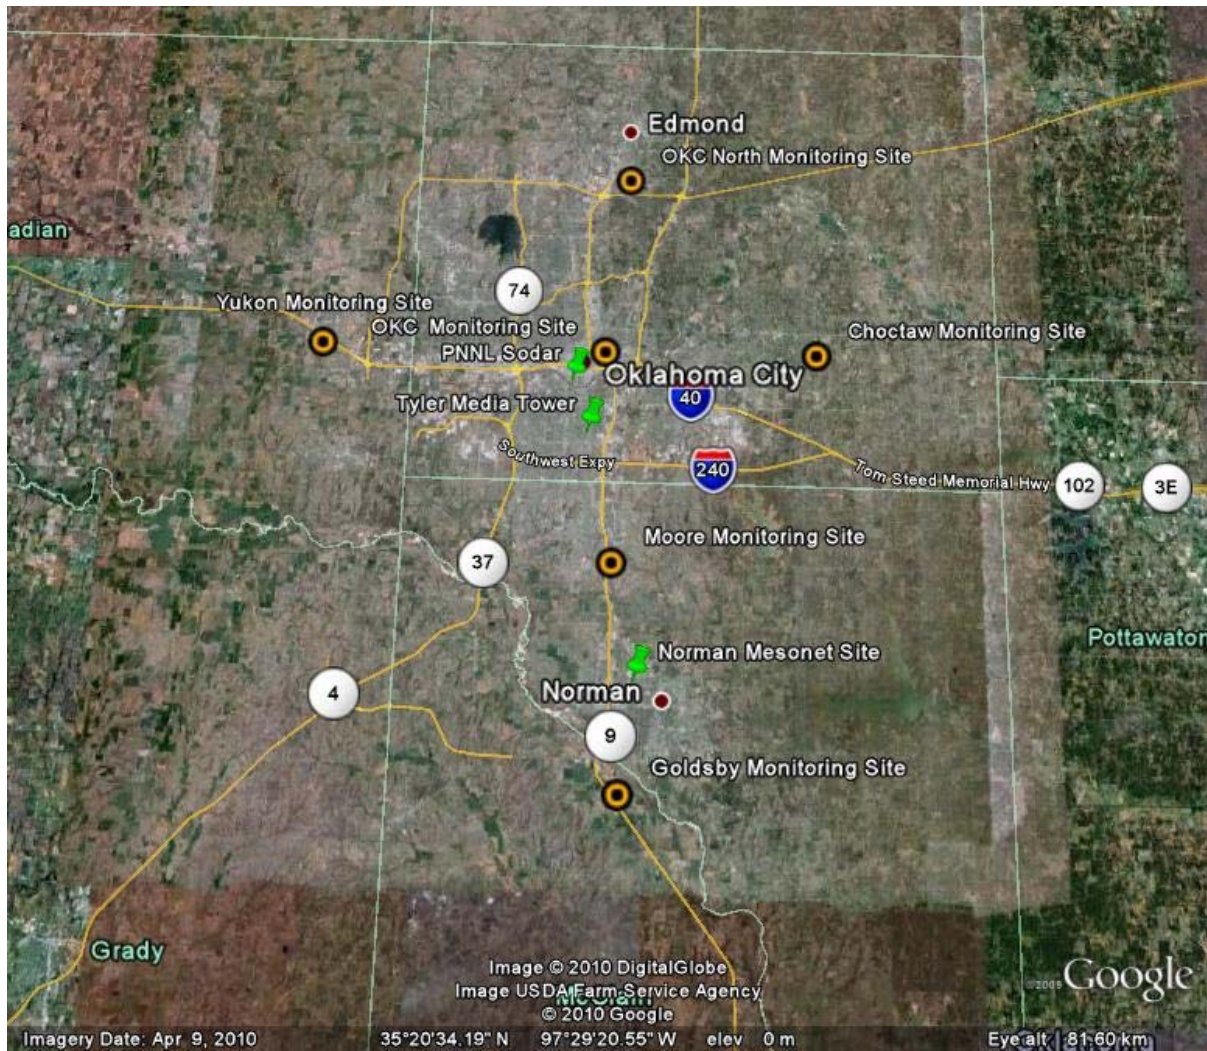 Edmond
OKC North Monitoring Site
adian
74
Yukon Monitoring Site
OKC Monitoring Site
Choctaw Monitoring Site
PNNL Sodar
Oklahoma City
40
Tyler Media Tower
Southwest Expy
240
Tom Steed Memorial Hwy
102
3E
Moore Monitoring Site
37
Pottawaton
Norman Mesonet Site
4
Norman
9
Goldsby Monitoring Site
Grady
Image © 2010 DigitalGlobe
Image USDA Farm Service Agency
McClain
© 2010 Google
©2009 Google
Oklahoma
Imagery Date: Apr 9, 2010 35°20'34.19" N 97°29'20.55" W elev 0 m Eye alt 81.60 km